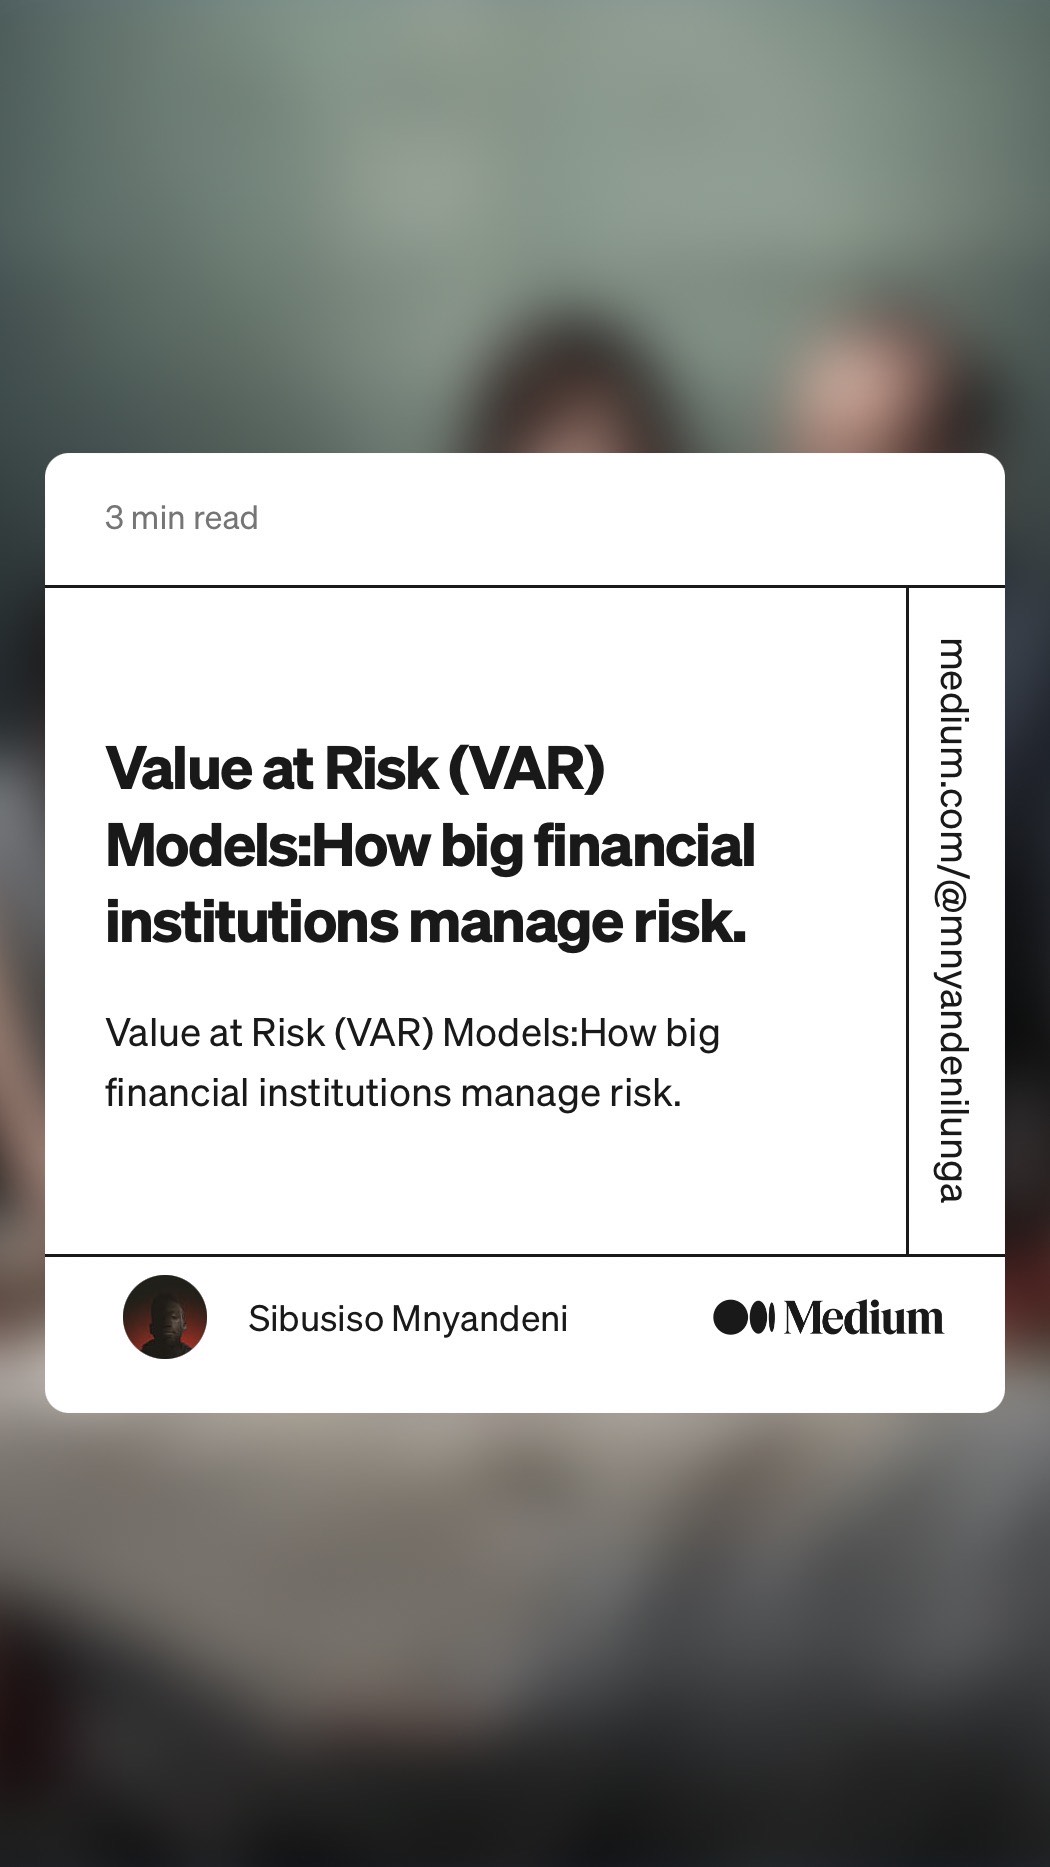 3 min read
Value at Risk (VAR)
Models:How big financial
institutions manage risk.
Value at Risk (VAR) Models:How big
financial institutions manage risk.
medium.com/@mnyandenilunga
Sibusiso Mnyandeni
Medium